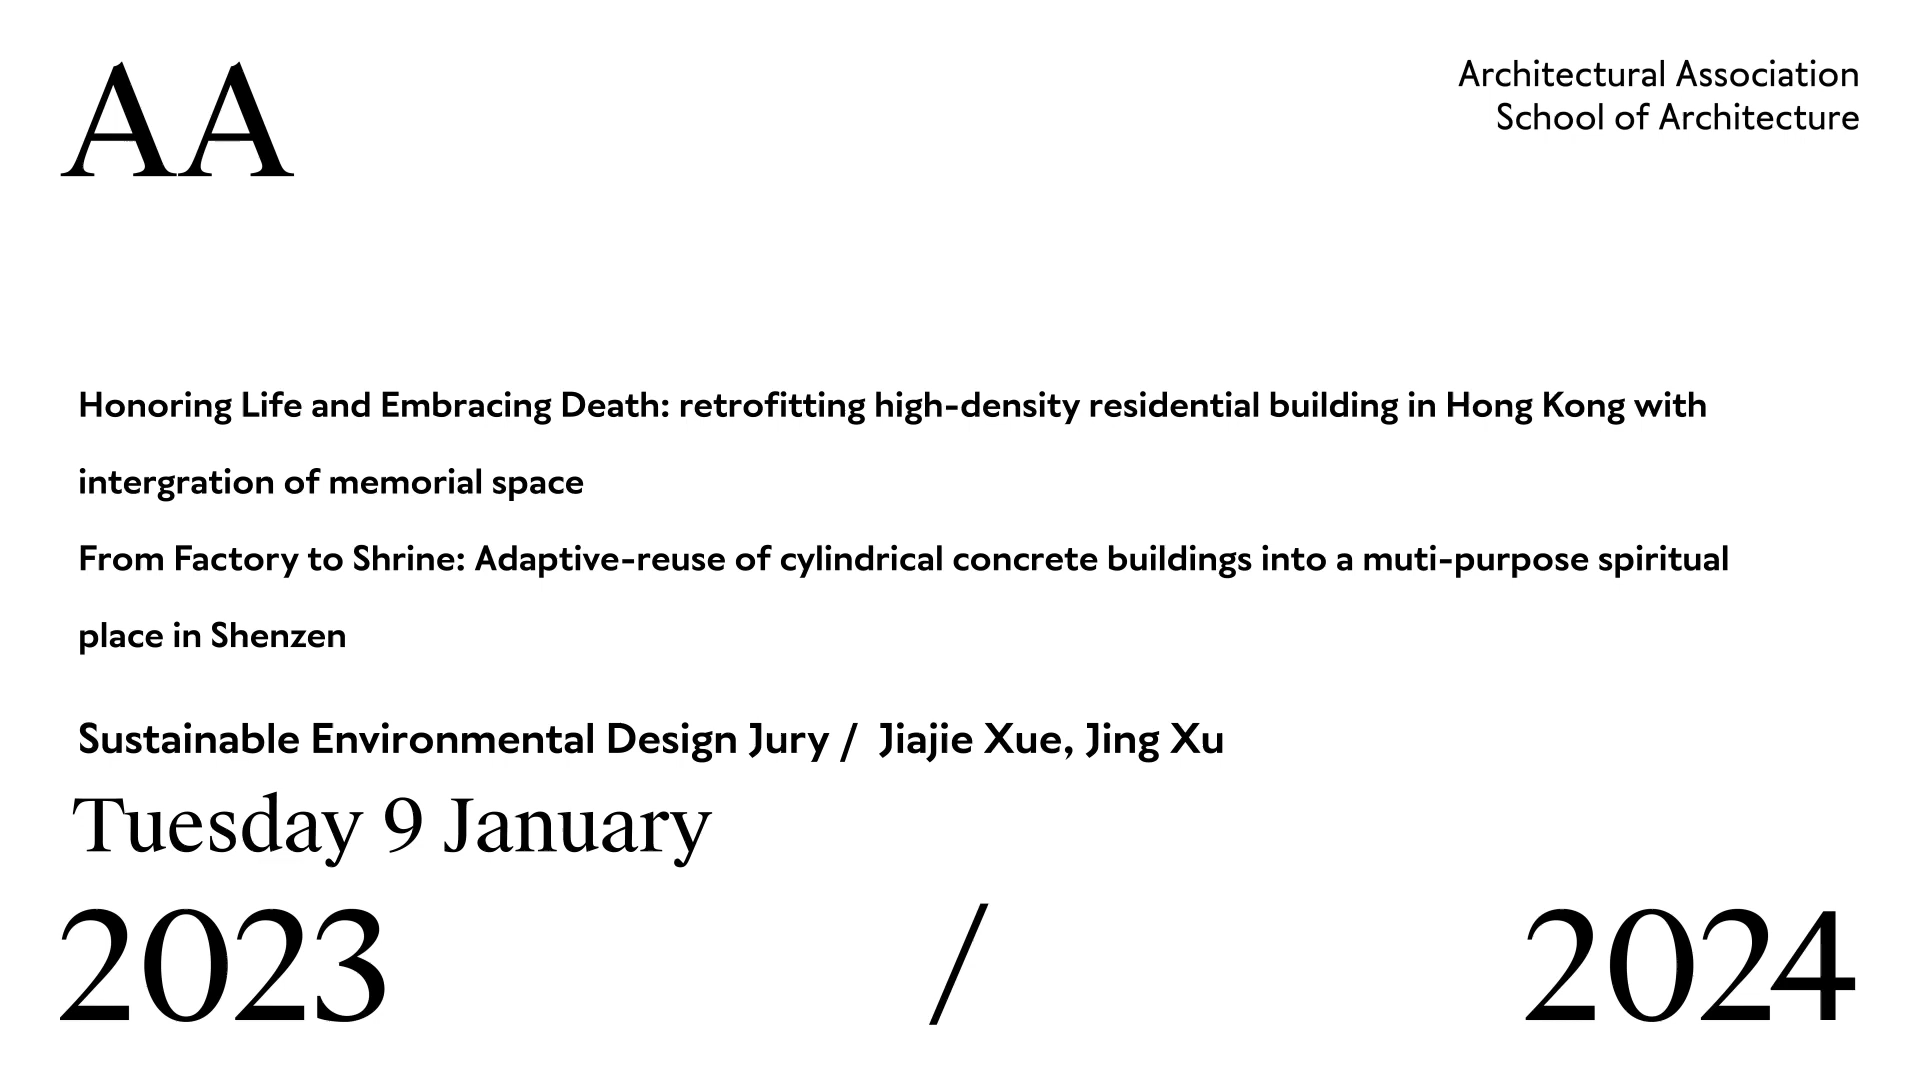 AA
Architectural Association
School of Architecture
Honoring Life and Embracing Death: retrofitting high-density residential building in Hong Kong with
intergration of memorial space
From Factory to Shrine: Adaptive-reuse of cylindrical concrete buildings into a muti-purpose spiritual
place in Shenzen
Sustainable Environmental Design Jury /  Jiajie Xue, Jing Xu
Tuesday 9 January
2023 / 2024